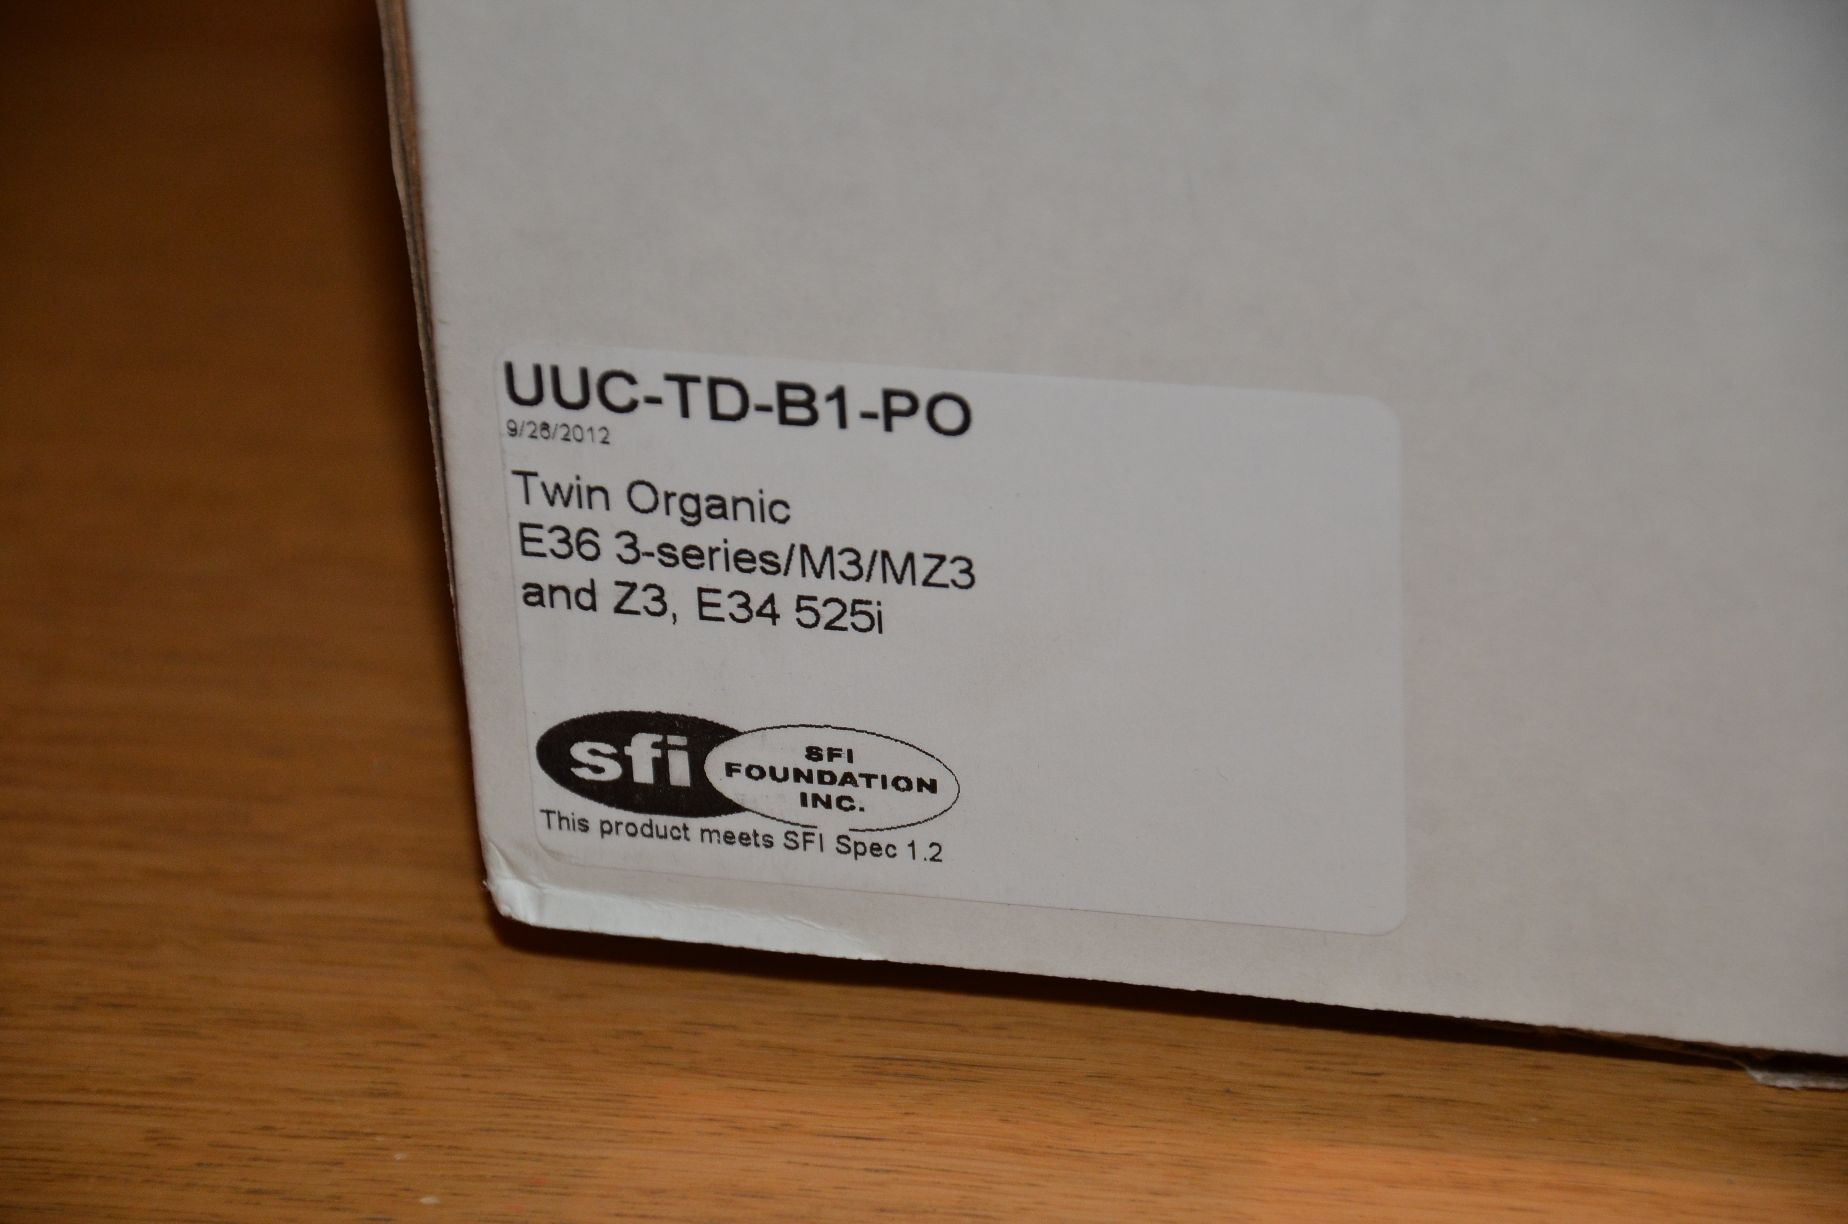 UUC-TD-B1-PO
9/28/2012
Twin Organic
E36 3-series/M3/MZ3
and Z3, E34 525i
sfi
SFI
FOUNDATION
INC.
This product meets SFI Spec 1.2